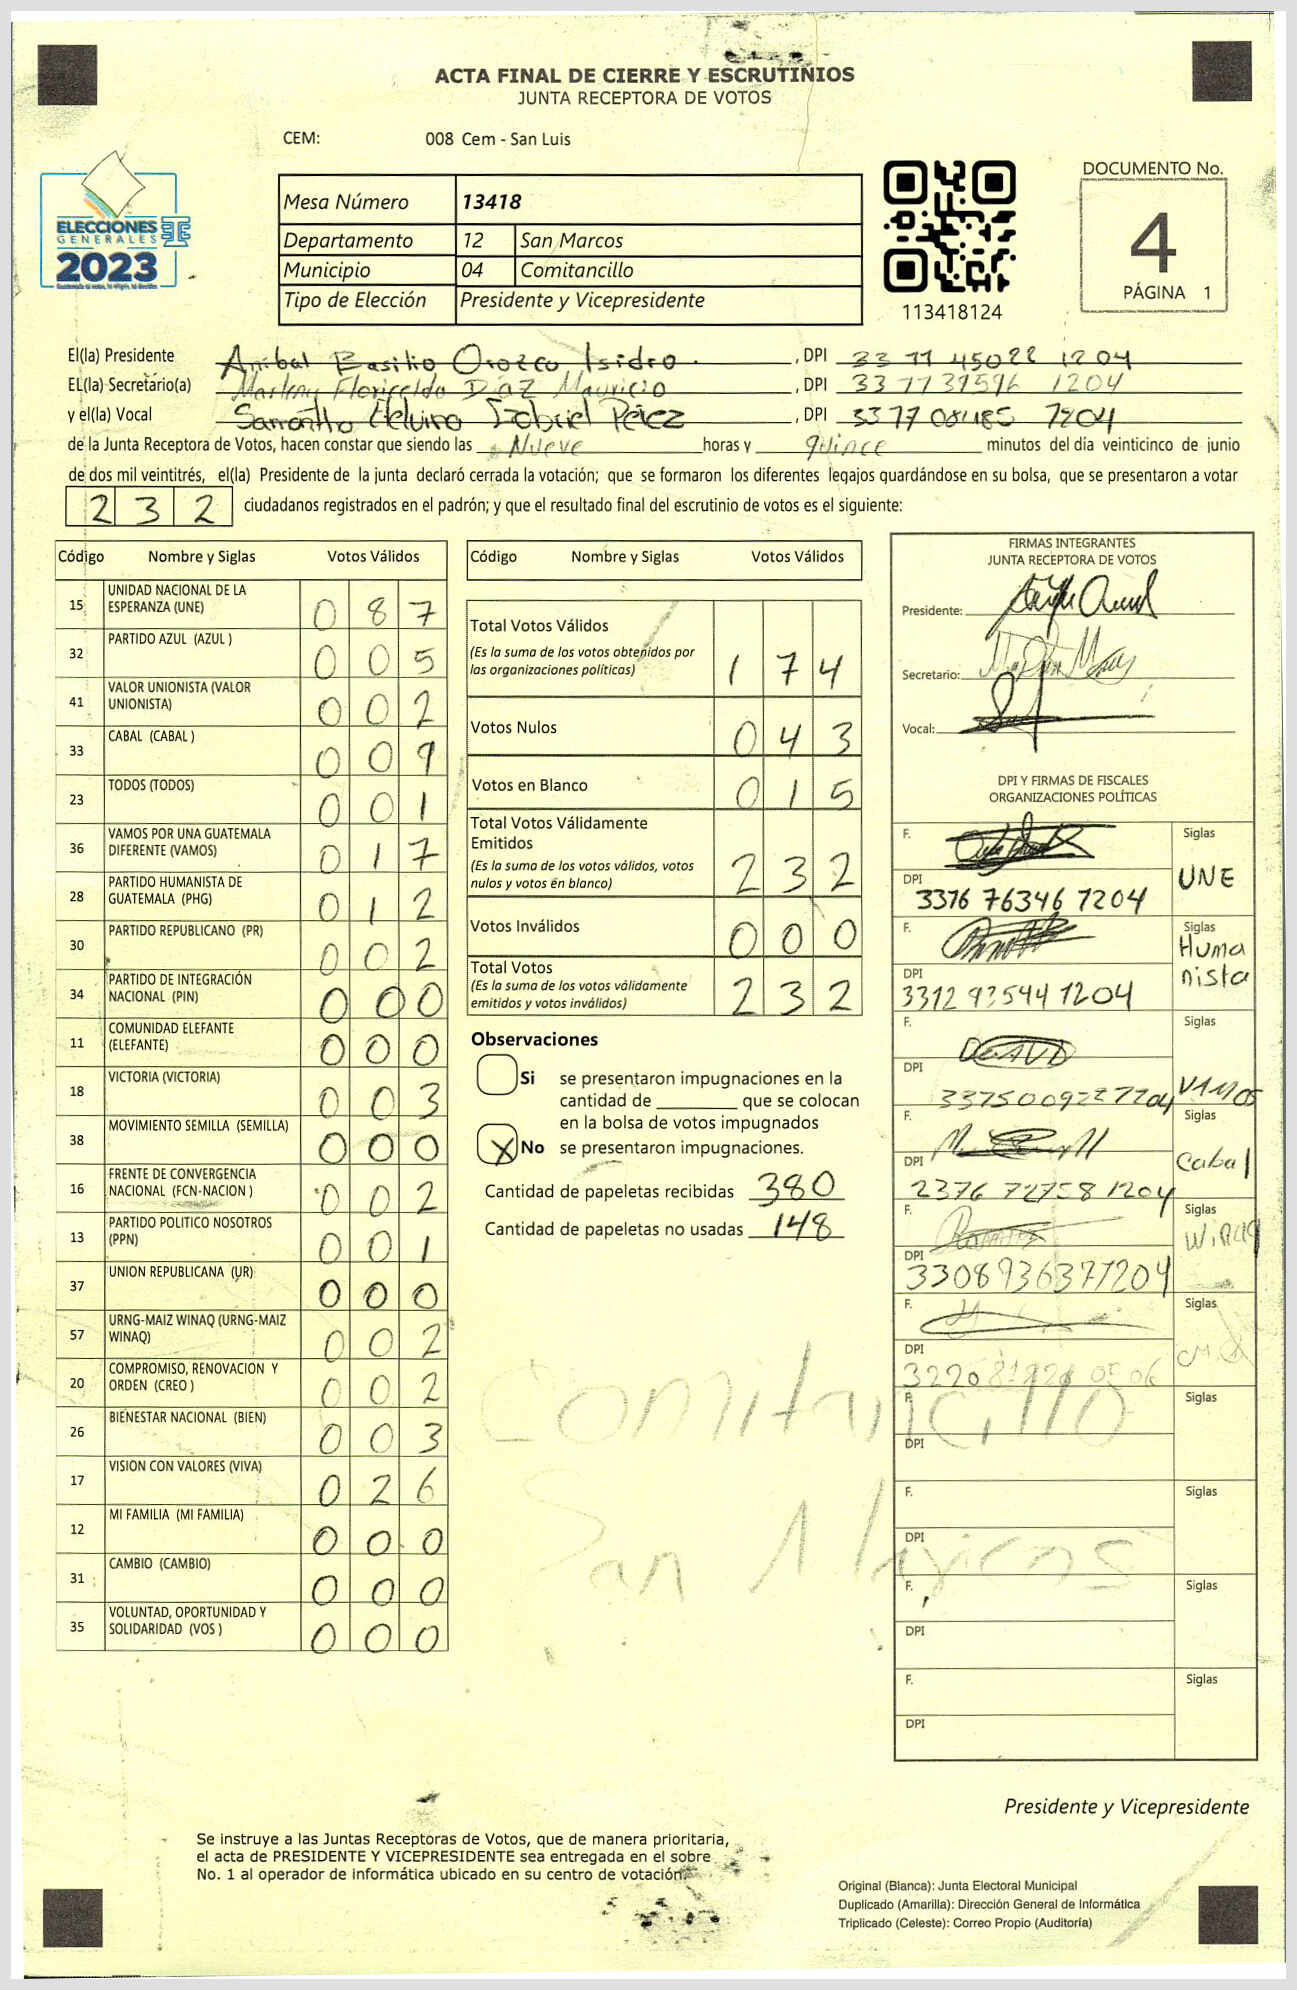 ACTA FINAL DE CIERRE Y ESCRUTINIOS
JUNTA RECEPTORA DE VOTOS
CEM: 008 Cem - San Luis
ELECCIONES
GENERALES
2023
Mesa Número 13418
Departamento 12 San Marcos
Municipio 04 Comitancillo
Tipo de Elección Presidente y Vicepresidente
113418124
DOCUMENTO No.
4
PÁGINA 1
El(la) Presidente Aníbal Basilio Orozco Isidro. , DPI 33 77 45022 1204
EL(la) Secretario(a) Díaz Mauricio , DPI 1204
y el(la) Vocal Gabriel Pérez , DPI 3377 08485 1204
de la Junta Receptora de Votos, hacen constar que siendo las Nueve horas y quince minutos del día veinticinco de junio
de dos mil veintitrés, el(la) Presidente de la junta declaró cerrada la votación; que se formaron los diferentes legajos quardándose en su bolsa, que se presentaron a votar
232 ciudadanos registrados en el padrón; y que el resultado final del escrutinio de votos es el siguiente:
Código Nombre y Siglas Votos Válidos
15 UNIDAD NACIONAL DE LA ESPERANZA (UNE) 0 8 7
32 PARTIDO AZUL (AZUL ) 0 0 5
41 VALOR UNIONISTA (VALOR UNIONISTA) 0 0 2
33 CABAL (CABAL ) 0 0 9
23 TODOS (TODOS) 0 0 1
36 VAMOS POR UNA GUATEMALA DIFERENTE (VAMOS) 0 1 7
28 PARTIDO HUMANISTA DE GUATEMALA (PHG) 0 1 2
30 PARTIDO REPUBLICANO (PR) 0 0 2
34 PARTIDO DE INTEGRACIÓN NACIONAL (PIN) 0 0 0
11 COMUNIDAD ELEFANTE (ELEFANTE) 0 0 0
18 VICTORIA (VICTORIA) 0 0 3
38 MOVIMIENTO SEMILLA (SEMILLA) 0 0 0
16 FRENTE DE CONVERGENCIA NACIONAL (FCN-NACION ) 0 0 2
13 PARTIDO POLITICO NOSOTROS (PPN) 0 0 1
37 UNION REPUBLICANA (UR) 0 0 0
57 URNG-MAIZ WINAQ (URNG-MAIZ WINAQ) 0 0 2
20 COMPROMISO, RENOVACION Y ORDEN (CREO ) 0 0 2
26 BIENESTAR NACIONAL (BIEN) 0 0 3
17 VISION CON VALORES (VIVA) 0 2 6
12 MI FAMILIA (MI FAMILIA) 0 0 0
31 CAMBIO (CAMBIO) 0 0 0
35 VOLUNTAD, OPORTUNIDAD Y SOLIDARIDAD (VOS ) 0 0 0
Código Nombre y Siglas Votos Válidos
Total Votos Válidos
(Es la suma de los votos obtenidos por
las organizaciones políticas) 1 7 4
Votos Nulos 0 4 3
Votos en Blanco 0 1 5
Total Votos Válidamente
Emitidos
(Es la suma de los votos válidos, votos
nulos y votos en blanco) 2 3 2
Votos Inválidos 0 0 0
Total Votos
(Es la suma de los votos válidamente
emitidos y votos inválidos) 2 3 2
Observaciones
Si se presentaron impugnaciones en la
cantidad de ________ que se colocan
en la bolsa de votos impugnados
X No se presentaron impugnaciones.
Cantidad de papeletas recibidas 380
Cantidad de papeletas no usadas 148
Comitancillo
San Marcos
FIRMAS INTEGRANTES
JUNTA RECEPTORA DE VOTOS
Presidente:
Secretario:
Vocal:
DPI Y FIRMAS DE FISCALES
ORGANIZACIONES POLÍTICAS
F. Siglas
DPI 3376 76346 1204 UNE
F. Siglas
DPI 3312 93544 1204 Humanista
F. Siglas
DPI 337500922 1204 VAMOS
F. Siglas
DPI 2376 72758 1204 Cabal
F. Siglas
DPI 3308936371204 WINAQ
F. Siglas
DPI
F. Siglas
DPI
F. Siglas
DPI
F. Siglas
DPI
F. Siglas
DPI
Presidente y Vicepresidente
Se instruye a las Juntas Receptoras de Votos, que de manera prioritaria,
el acta de PRESIDENTE Y VICEPRESIDENTE sea entregada en el sobre
No. 1 al operador de informática ubicado en su centro de votación.
Original (Blanca): Junta Electoral Municipal
Duplicado (Amarilla): Dirección General de Informática
Triplicado (Celeste): Correo Propio (Auditoría)